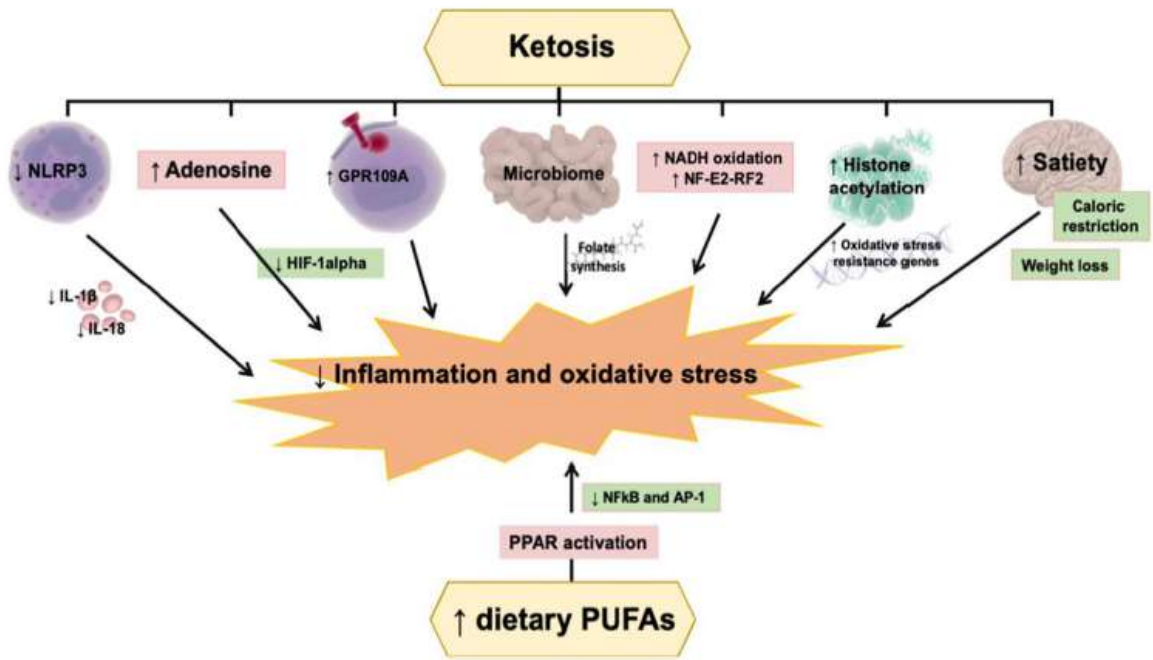 Ketosis
↓ NLRP3
↑ Adenosine
↑ GPR109A
Microbiome
↑ NADH oxidation
↑ NF-E2-RF2
↑ Histone
acetylation
↑ Satiety
Caloric
restriction
Weight loss
↓ HIF-1alpha
Folate
synthesis
↑ Oxidative stress
resistance genes
↓ IL-1β
↓ IL-18
↓ Inflammation and oxidative stress
↓ NFkB and AP-1
PPAR activation
↑ dietary PUFAs